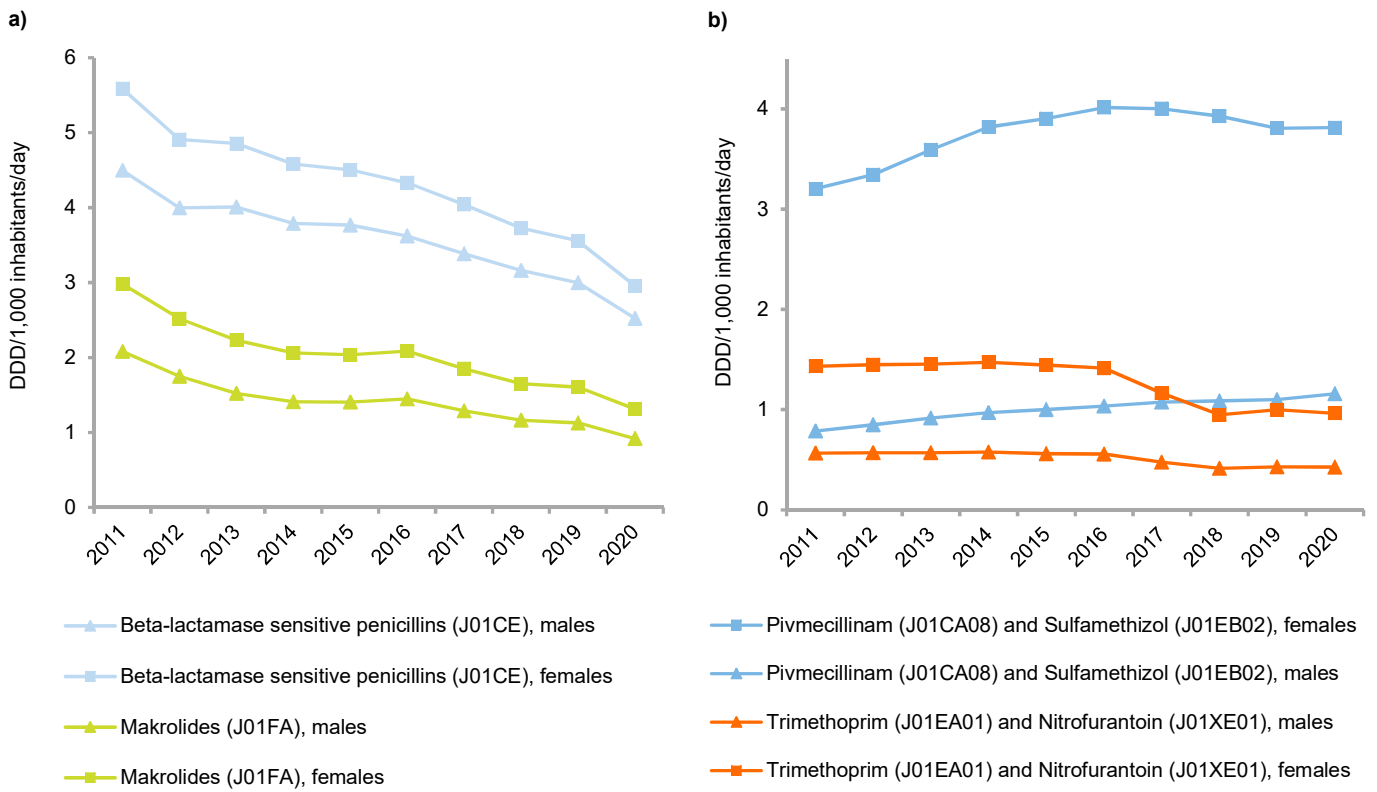 a)
DDD/1,000 inhabitants/day
6
5
4
3
2
1
0
2011
2012
2013
2014
2015
2016
2017
2018
2019
2020
Beta-lactamase sensitive penicillins (J01CE), males
Beta-lactamase sensitive penicillins (J01CE), females
Makrolides (J01FA), males
Makrolides (J01FA), females
b)
DDD/1,000 inhabitants/day
4
3
2
1
0
2011
2012
2013
2014
2015
2016
2017
2018
2019
2020
Pivmecillinam (J01CA08) and Sulfamethizol (J01EB02), females
Pivmecillinam (J01CA08) and Sulfamethizol (J01EB02), males
Trimethoprim (J01EA01) and Nitrofurantoin (J01XE01), males
Trimethoprim (J01EA01) and Nitrofurantoin (J01XE01), females